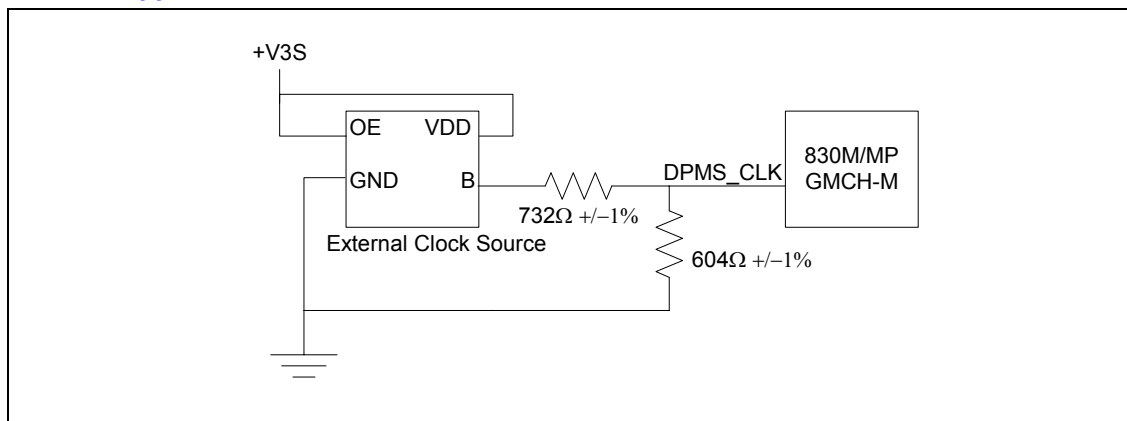 +V3S
OE VDD
GND B
External Clock Source
732Ω +/−1%
604Ω +/−1%
DPMS_CLK
830M/MP
GMCH-M